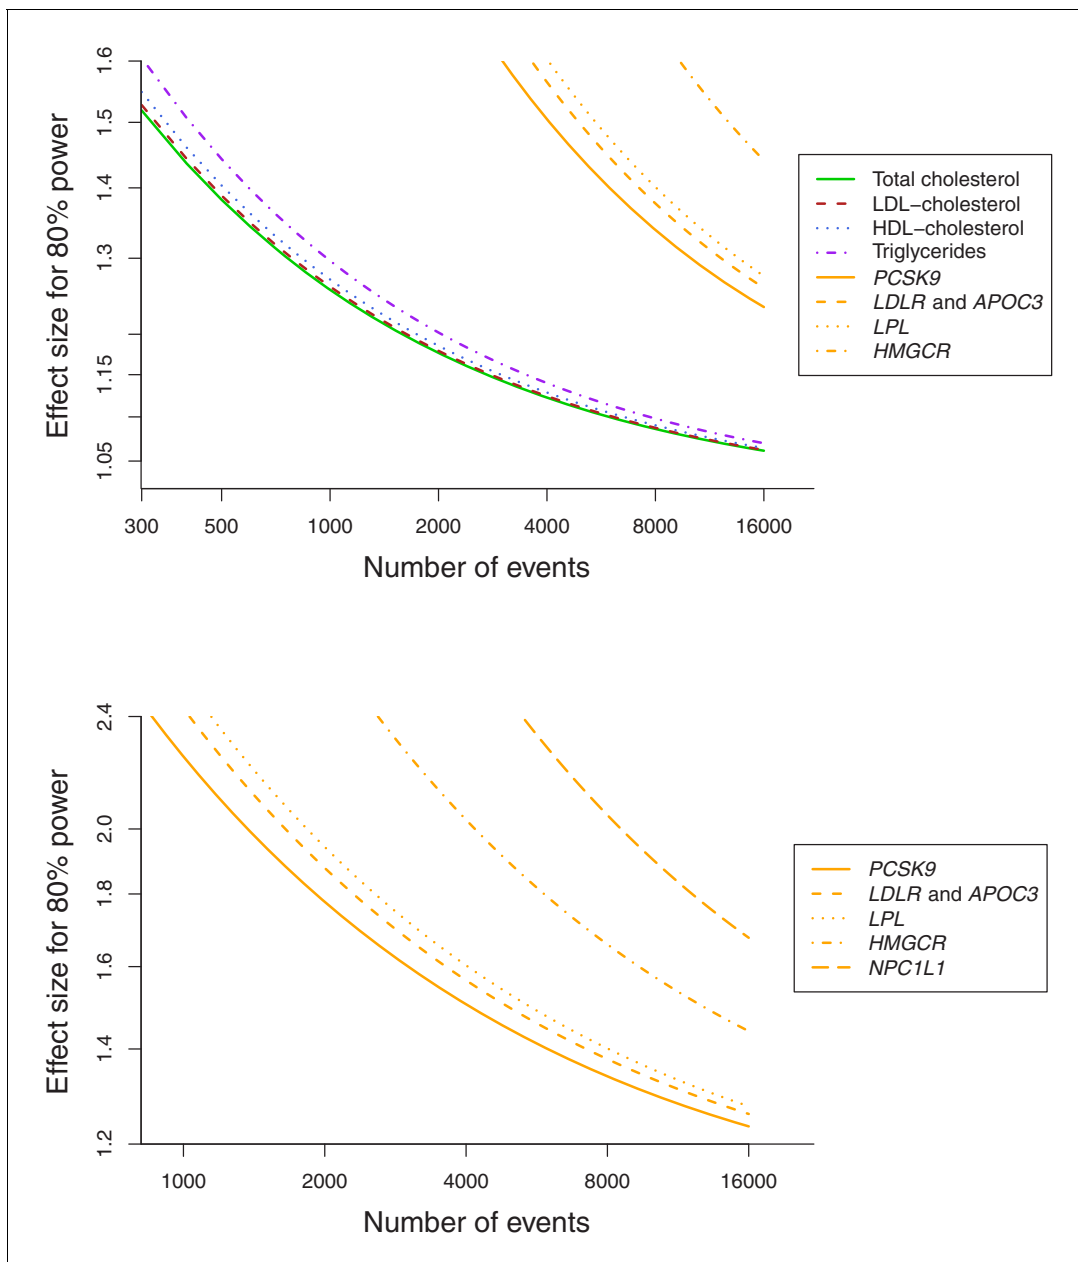 Effect size for 80% power
1.6
1.5
1.4
1.3
1.15
1.05
300 500 1000 2000 4000 8000 16000
Number of events
Total cholesterol
LDL−cholesterol
HDL−cholesterol
Triglycerides
PCSK9
LDLR and APOC3
LPL
HMGCR
Effect size for 80% power
2.4
2.0
1.8
1.6
1.4
1.2
1000 2000 4000 8000 16000
Number of events
PCSK9
LDLR and APOC3
LPL
HMGCR
NPC1L1